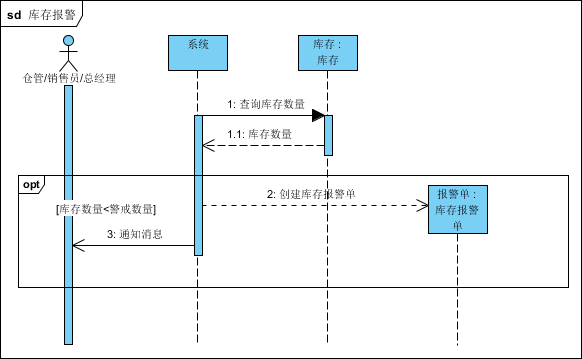 sd 库存报警
仓管/销售员/总经理
系统
库存 :
库存
1: 查询库存数量
1.1: 库存数量
opt
[库存数量<警戒数量]
2: 创建库存报警单
报警单 :
库存报警
单
3: 通知消息